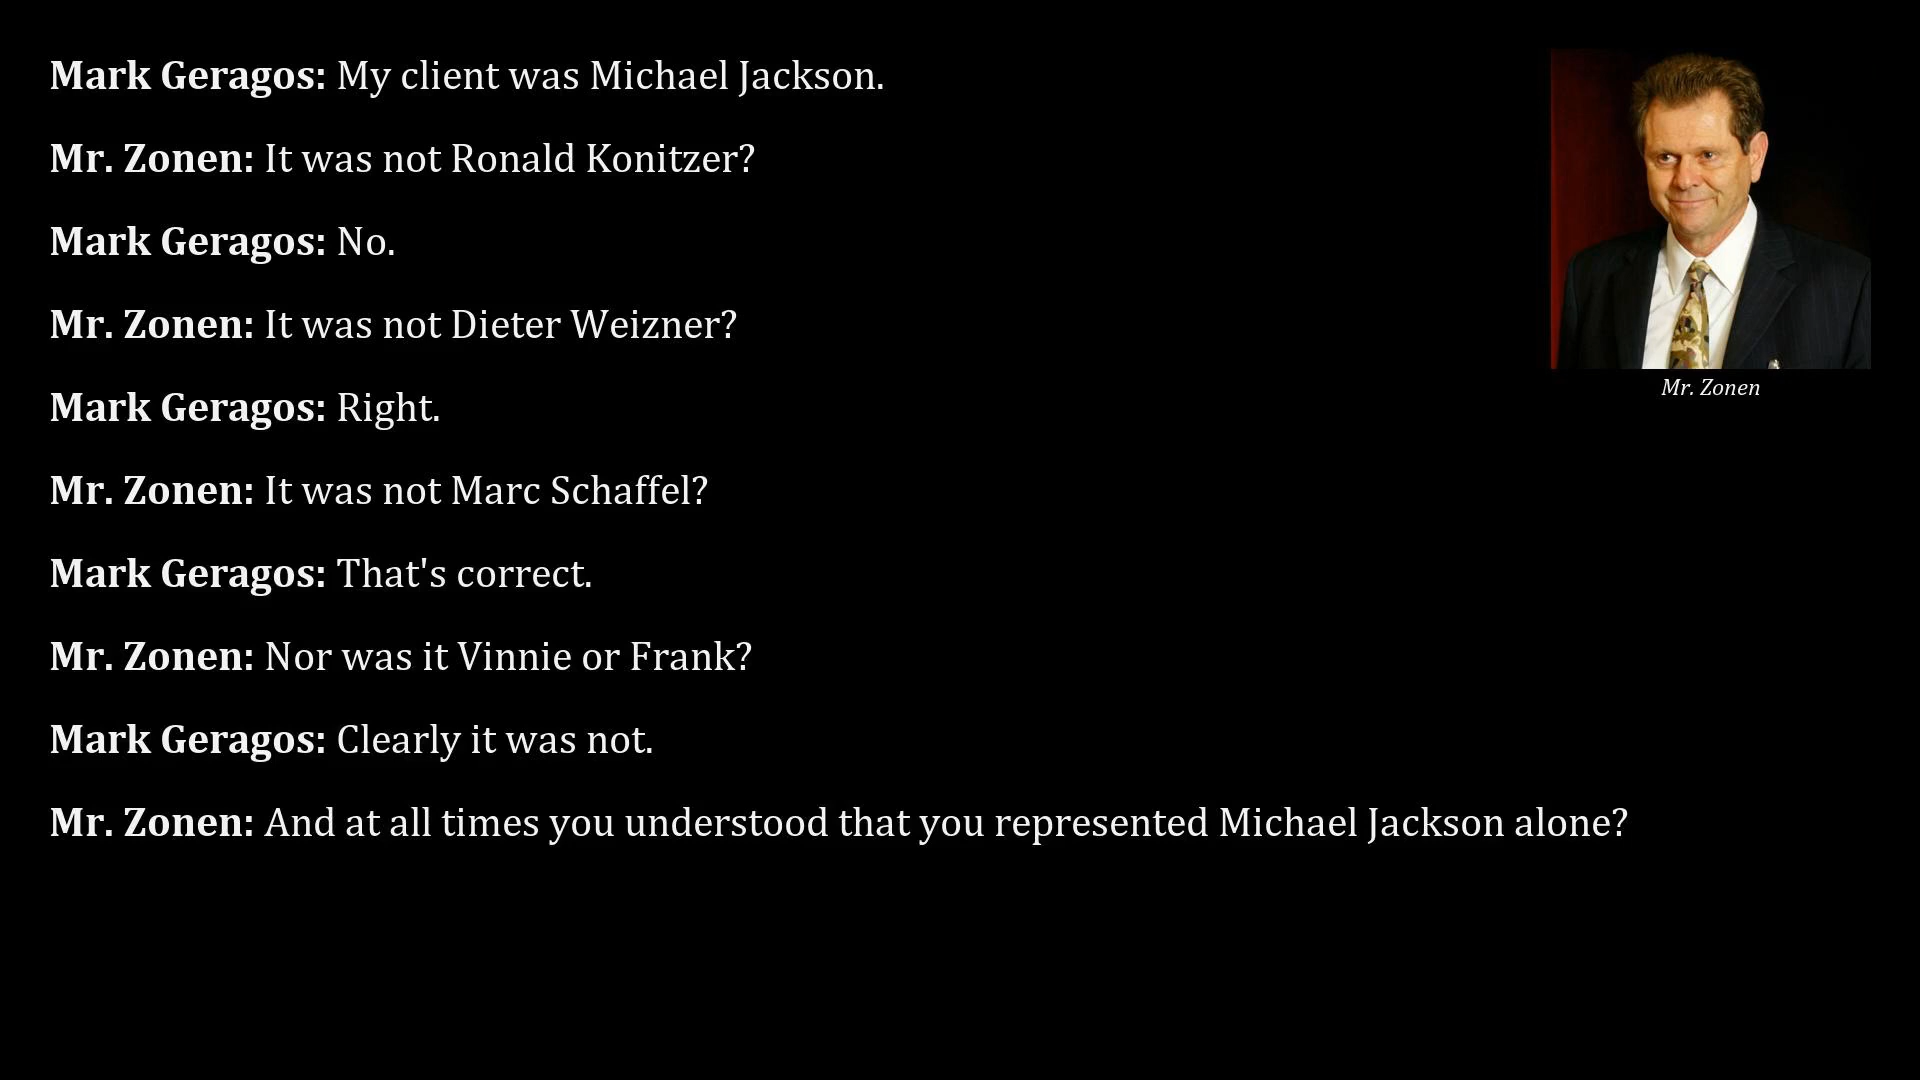 Mark Geragos: My client was Michael Jackson.
Mr. Zonen: It was not Ronald Konitzer?
Mark Geragos: No.
Mr. Zonen: It was not Dieter Weizner?
Mark Geragos: Right.
Mr. Zonen: It was not Marc Schaffel?
Mark Geragos: That's correct.
Mr. Zonen: Nor was it Vinnie or Frank?
Mark Geragos: Clearly it was not.
Mr. Zonen: And at all times you understood that you represented Michael Jackson alone?
Mr. Zonen